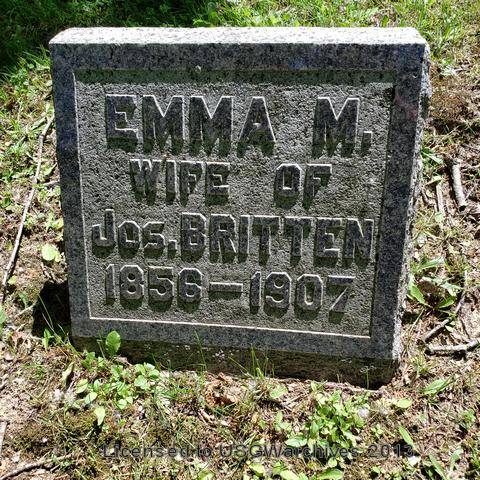 EMMA M.
WIFE OF
JOS. BRITTEN
1856–1907
Licensed to USGWarchives 2013